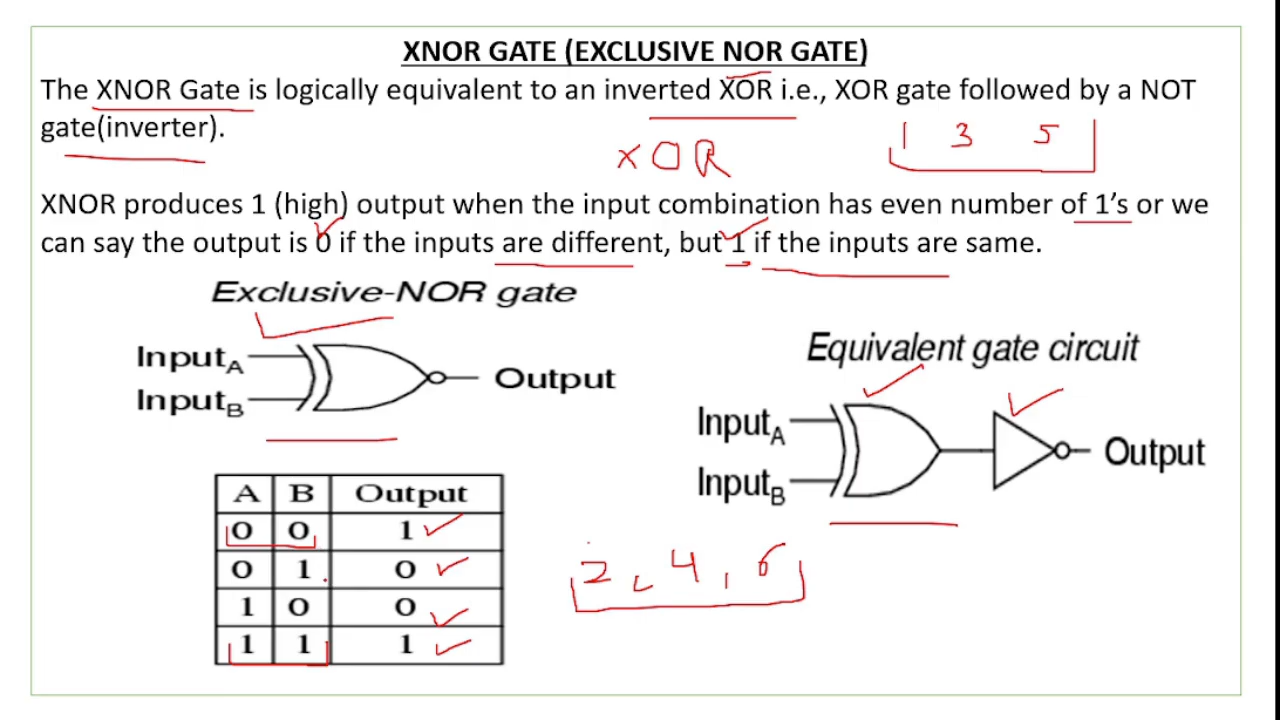 XNOR GATE (EXCLUSIVE NOR GATE)
The XNOR Gate is logically equivalent to an inverted XOR i.e., XOR gate followed by a NOT
gate(inverter).
1 3 5
XOR
XNOR produces 1 (high) output when the input combination has even number of 1's or we
can say the output is 0 if the inputs are different, but 1 if the inputs are same.
Exclusive-NOR gate
InputA
InputB
Output
Equivalent gate circuit
InputA
InputB
Output
A B Output
0 0 1
0 1 0
1 0 0
1 1 1
2, 4, 6